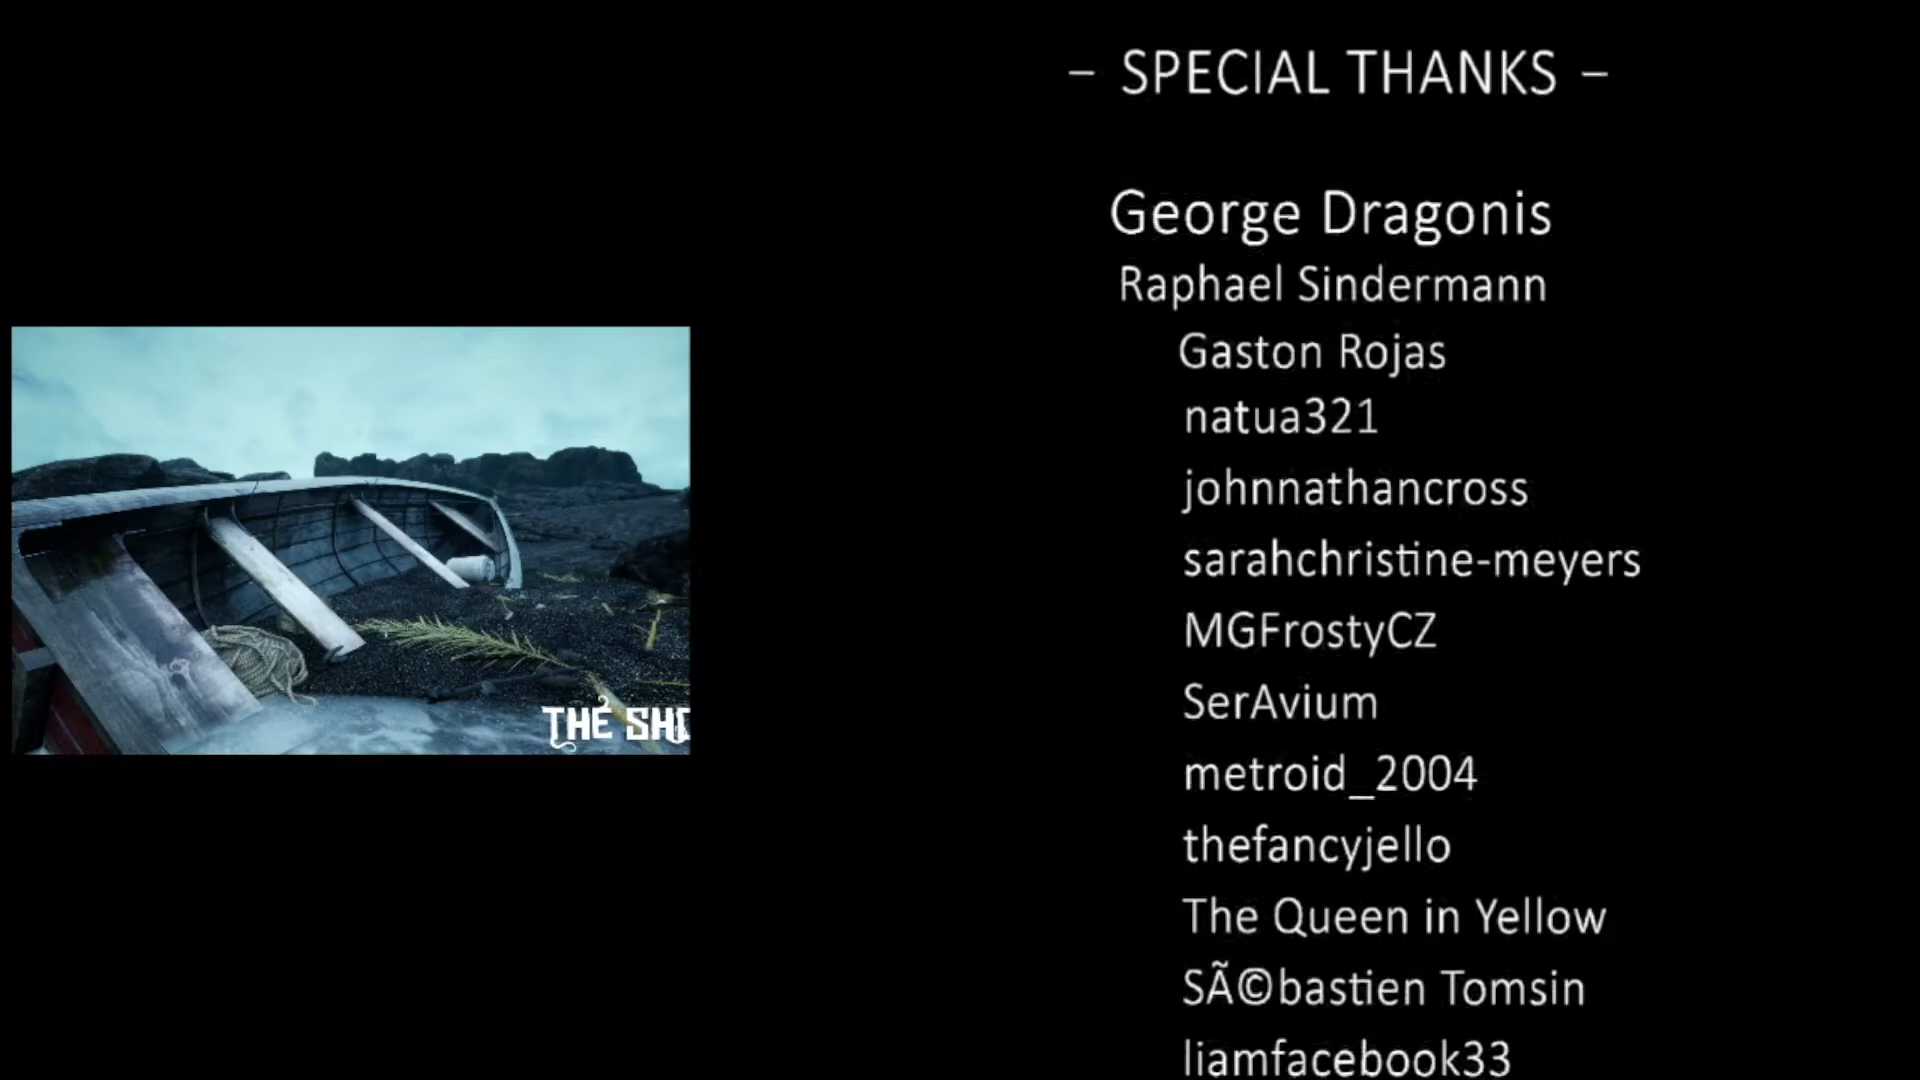 – SPECIAL THANKS –
George Dragonis
Raphael Sindermann
Gaston Rojas
natua321
johnnathancross
sarahchristine-meyers
MGFrostyCZ
SerAvium
metroid_2004
thefancyjello
The Queen in Yellow
SÃ©bastien Tomsin
liamfacebook33
THE